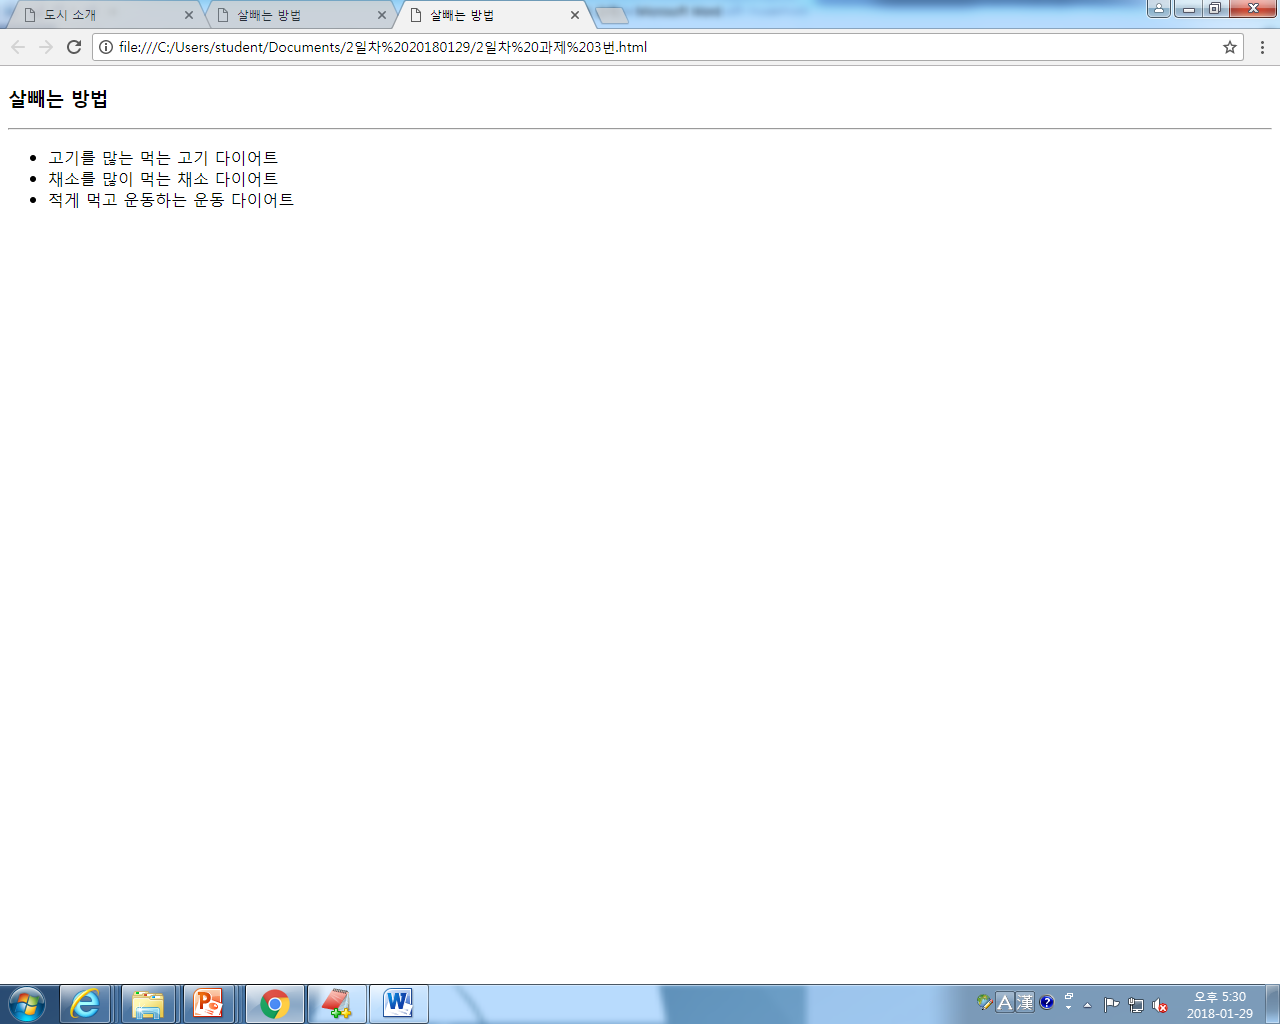 도시 소개
살빼는 방법
살빼는 방법
file:///C:/Users/student/Documents/2일차%2020180129/2일차%20과제%203번.html
살빼는 방법
고기를 많는 먹는 고기 다이어트
채소를 많이 먹는 채소 다이어트
적게 먹고 운동하는 운동 다이어트
A 漢
오후 5:30
2018-01-29